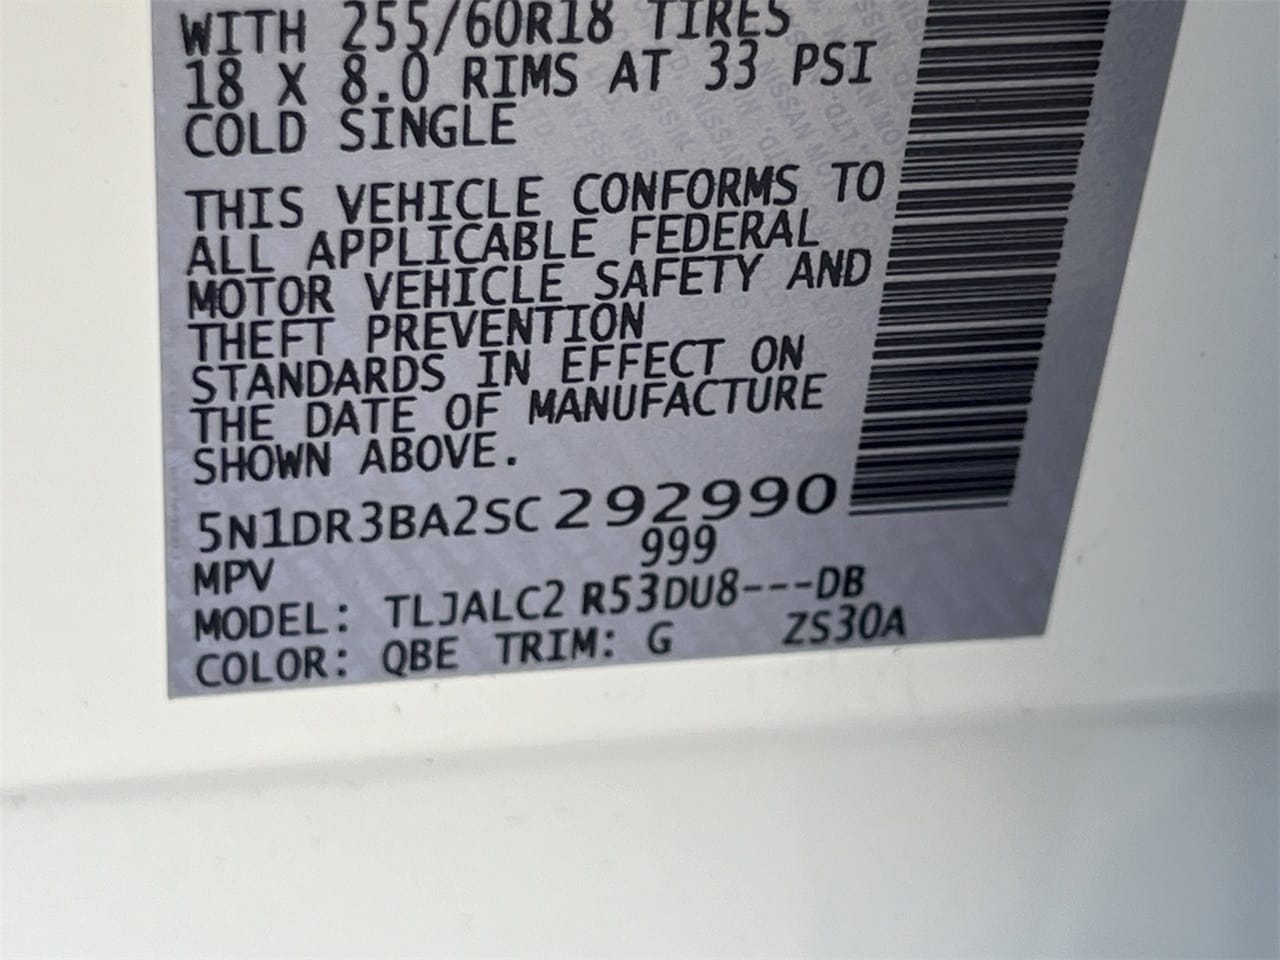 WITH 255/60R18 TIRES
18 X 8.0 RIMS AT 33 PSI
COLD SINGLE
THIS VEHICLE CONFORMS TO
ALL APPLICABLE FEDERAL
MOTOR VEHICLE SAFETY AND
THEFT PREVENTION
STANDARDS IN EFFECT ON
THE DATE OF MANUFACTURE
SHOWN ABOVE.
5N1DR3BA2SC292990
MPV 999
MODEL: TLJALC2 R53DU8---DB
COLOR: QBE TRIM: G ZS30A